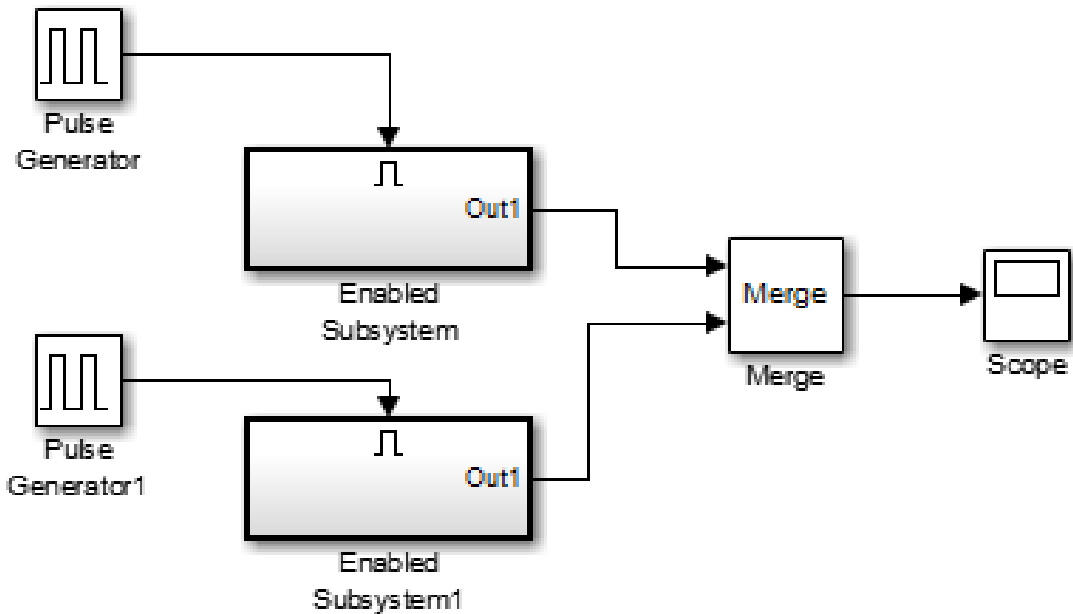 Pulse
Generator
Out1
Enabled
Subsystem
Merge
Merge
Scope
Pulse
Generator1
Out1
Enabled
Subsystem1